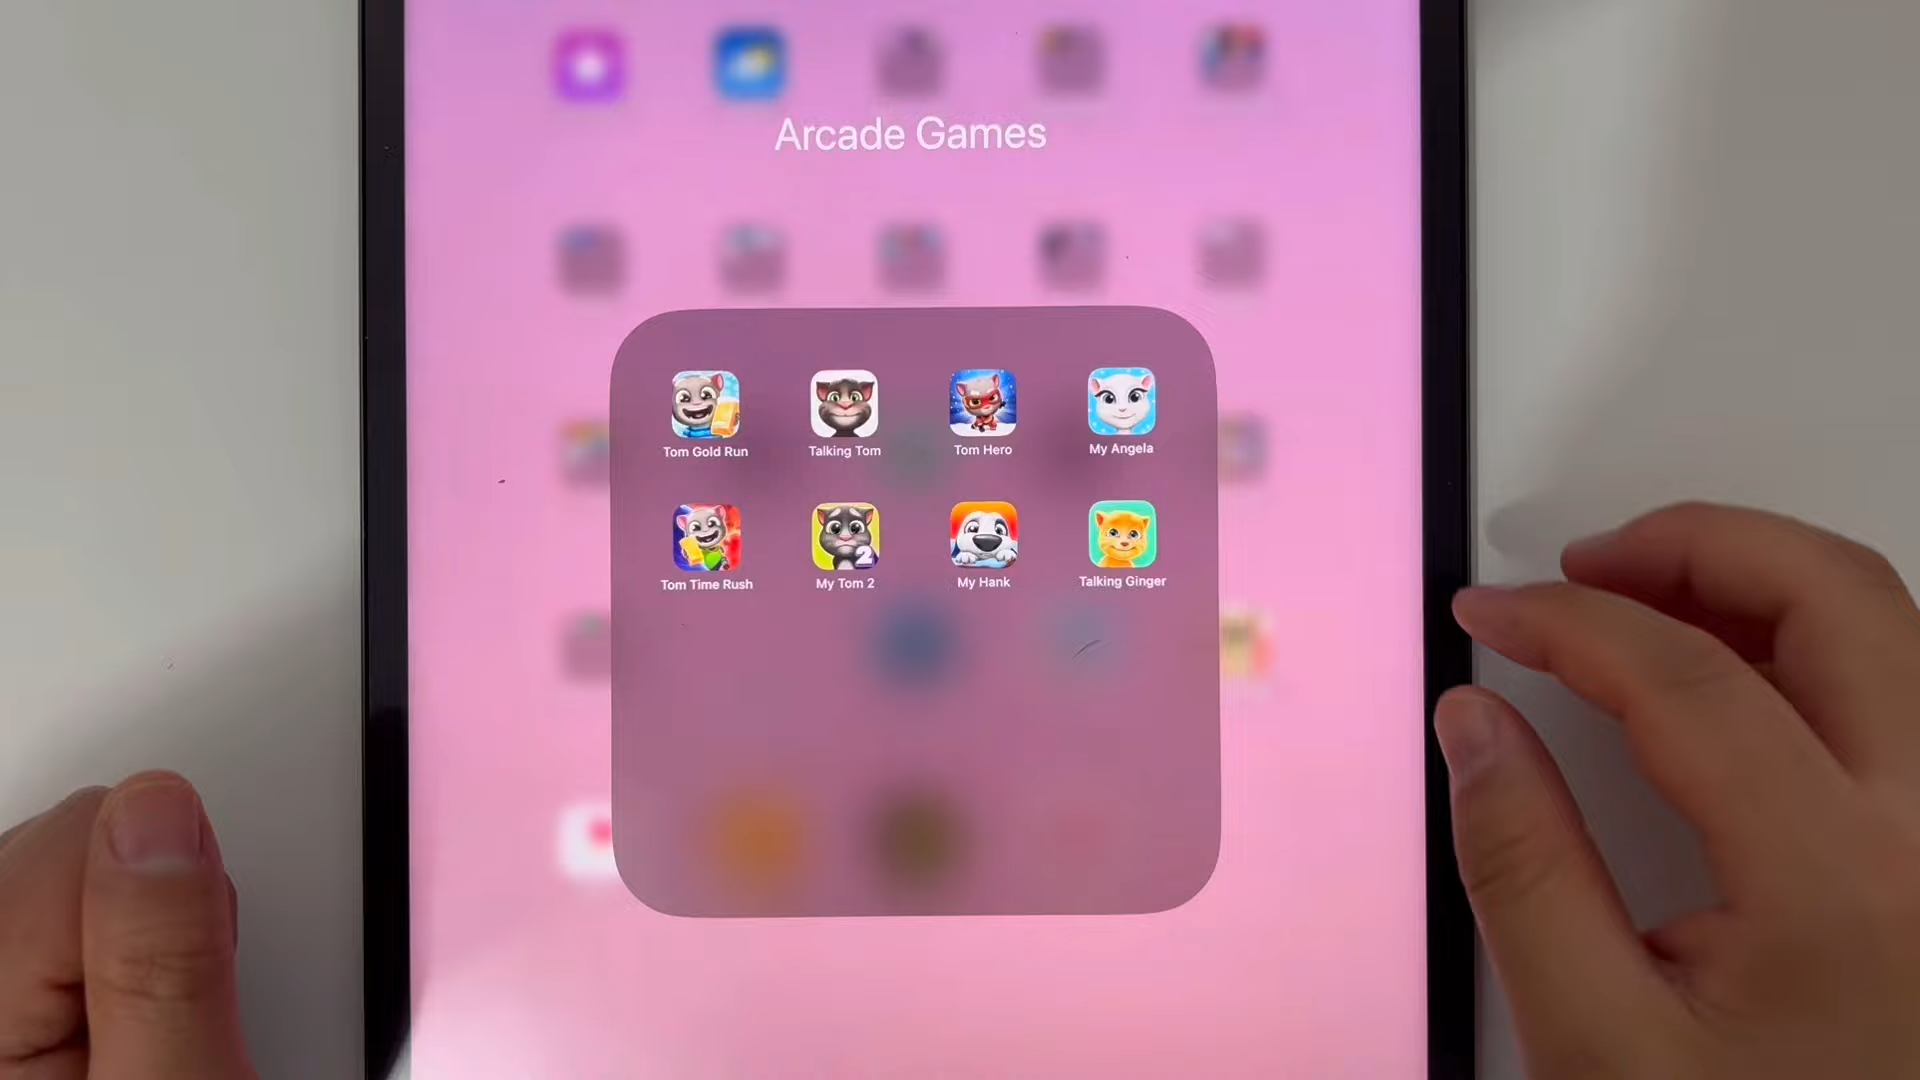 Arcade Games
Tom Gold Run
Talking Tom
Tom Hero
My Angela
2
Tom Time Rush
My Tom 2
My Hank
Talking Ginger